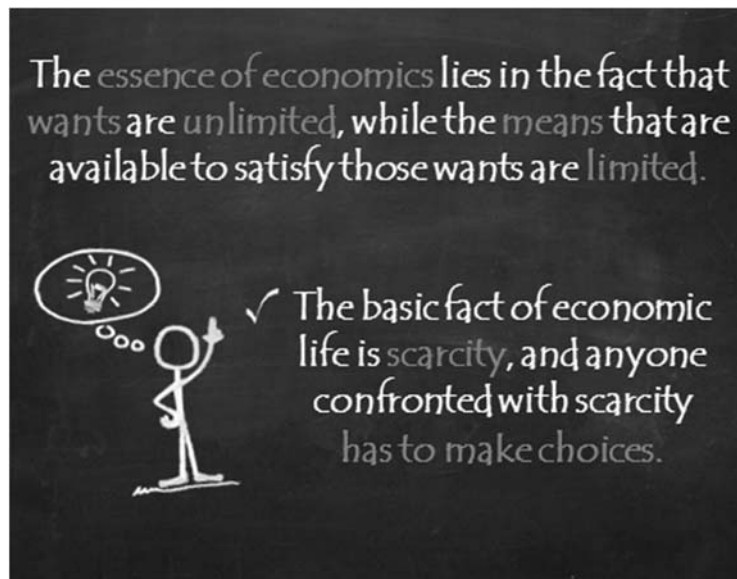 The essence of economics lies in the fact that
wants are unlimited, while the means that are
available to satisfy those wants are limited.
✓ The basic fact of economic
life is scarcity, and anyone
confronted with scarcity
has to make choices.